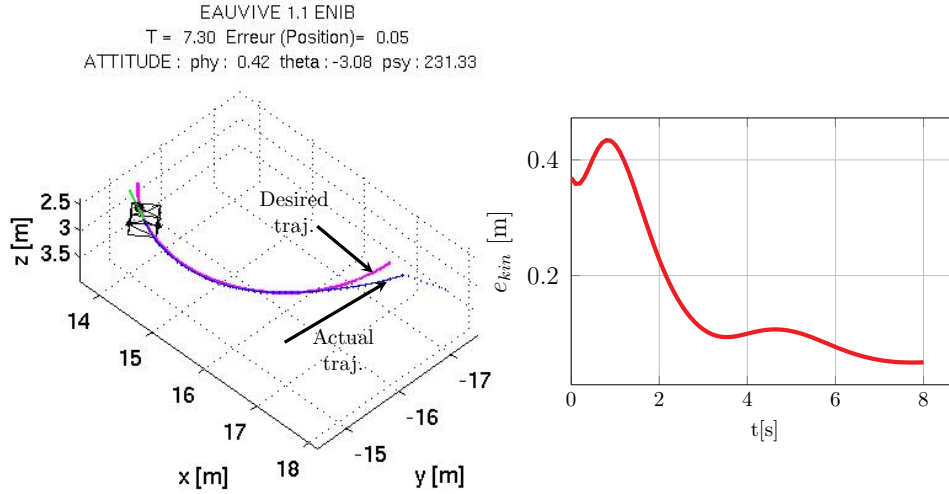 EAUVIVE 1.1 ENIB
T = 7.30 Erreur (Position)= 0.05
ATTITUDE : phy : 0.42 theta :-3.08 psy : 231.33
Desired
traj.
Actual
traj.
z [m]
2.5
3
3.5
x [m]
14
15
16
17
18
y [m]
-15
-16
-17
e_{kin} [m]
0.4
0.2
0
2
4
6
8
t[s]